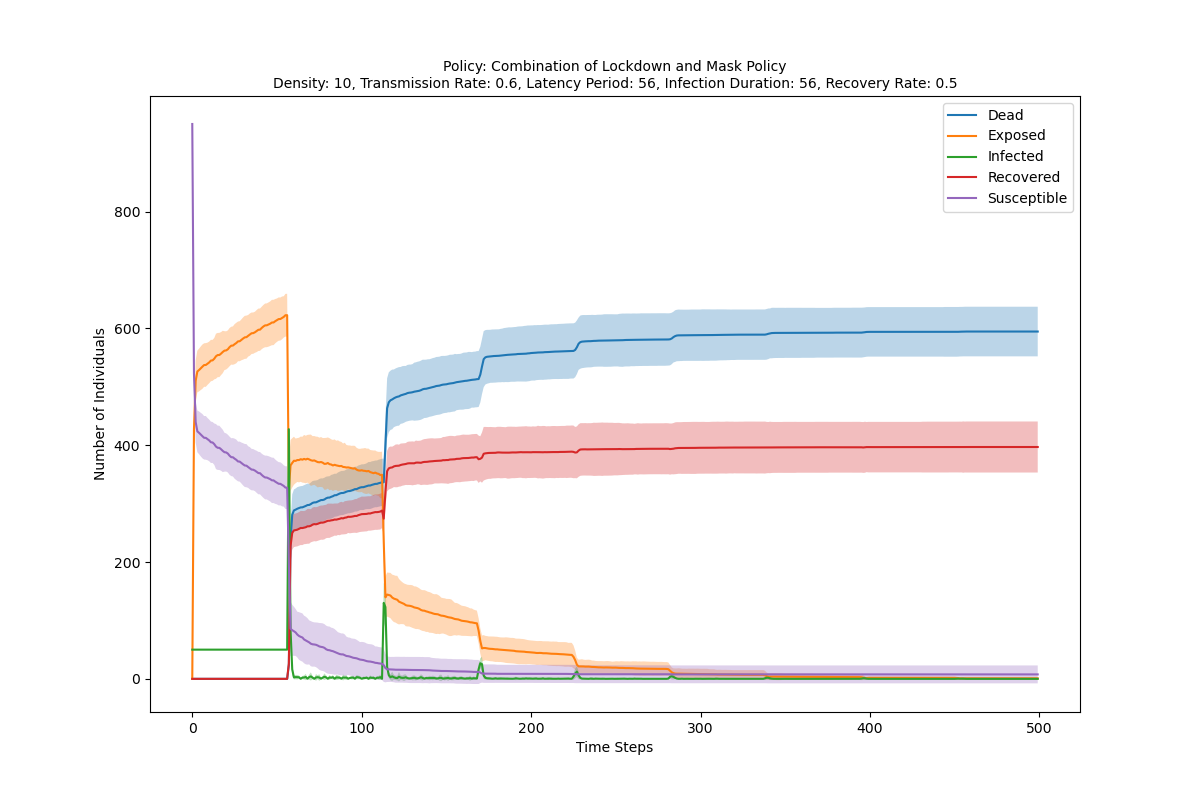 Policy: Combination of Lockdown and Mask Policy
Density: 10, Transmission Rate: 0.6, Latency Period: 56, Infection Duration: 56, Recovery Rate: 0.5
Dead
Exposed
Infected
Recovered
Susceptible
Number of Individuals
800
600
400
200
0
0 100 200 300 400 500
Time Steps